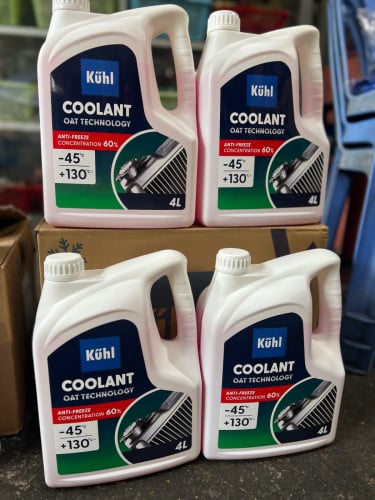 Kühl
COOLANT
OAT TECHNOLOGY
ANTI-FREEZE
CONCENTRATION 60%
-45°C
+130°C
4L
Kühl
COOLANT
OAT TECHNOLOGY
ANTI-FREEZE
CONCENTRATION 60%
-45°C
+130°C
4L
Kühl
COOLANT
OAT TECHNOLOGY
ANTI-FREEZE
CONCENTRATION 60%
-45°C
+130°C
4L
Kühl
COOLANT
OAT TECHNOLOGY
ANTI-FREEZE
CONCENTRATION 60%
-45°C
+130°C
4L